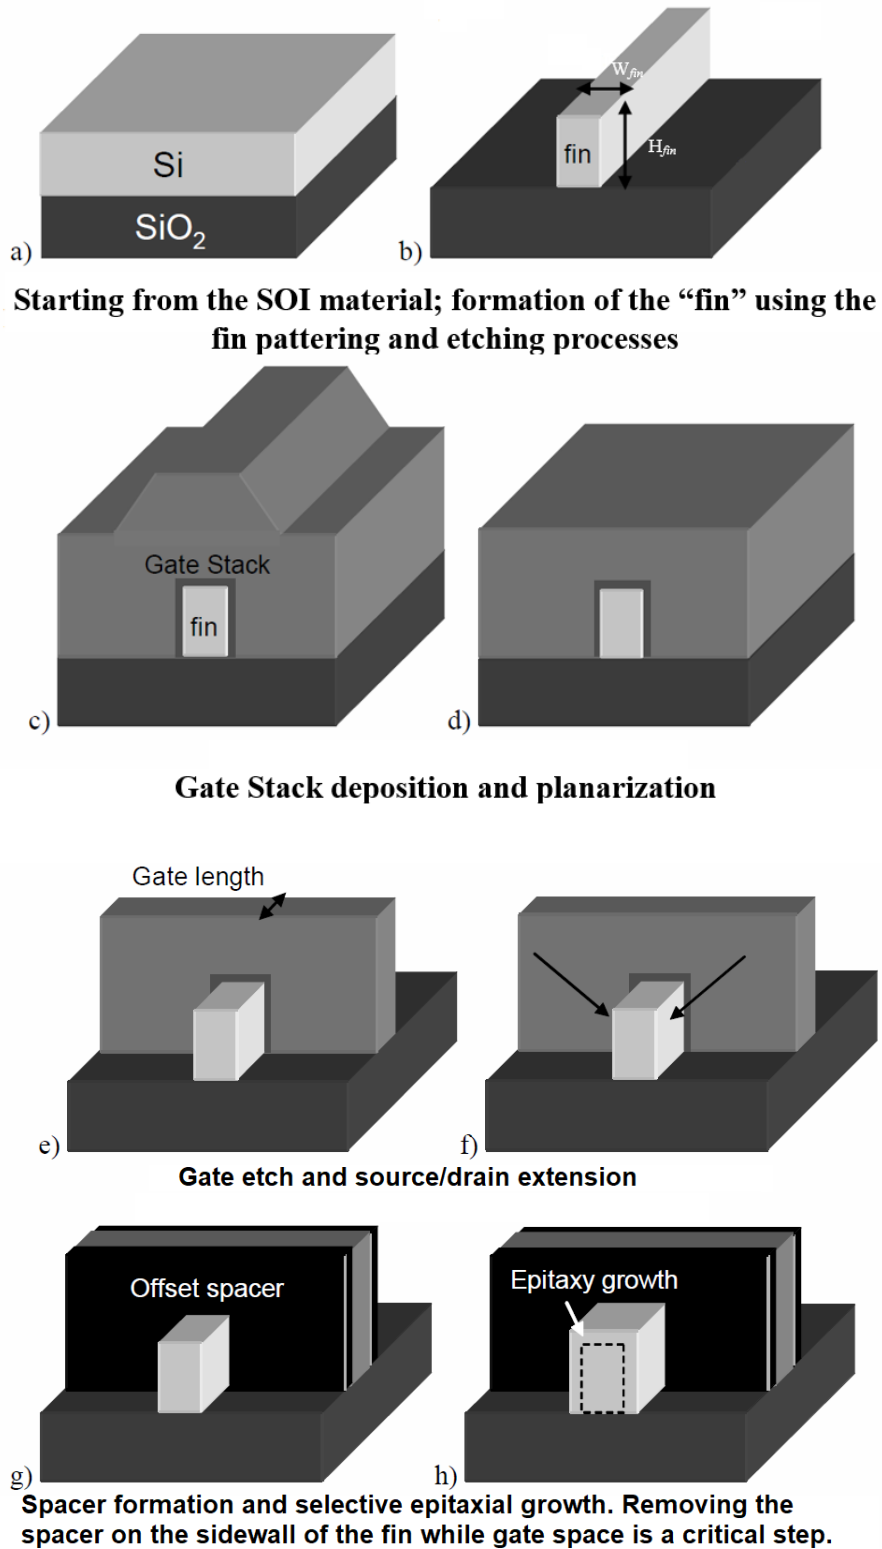 Si
SiO2
a)
Wfin
fin
Hfin
b)
Starting from the SOI material; formation of the “fin” using the
fin pattering and etching processes
Gate Stack
fin
c)
d)
Gate Stack deposition and planarization
Gate length
e)
f)
Gate etch and source/drain extension
Offset spacer
g)
Epitaxy growth
h)
Spacer formation and selective epitaxial growth. Removing the
spacer on the sidewall of the fin while gate space is a critical step.